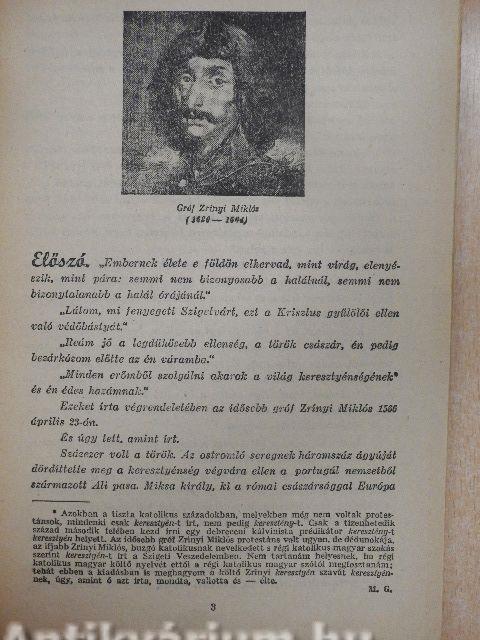 Gróf Zrinyi Miklós
(1620—1664)
Előszó. „Embernek élete e földön elhervad, mint virág, elenyé-
szik, mint pára: semmi nem bizonyosabb a halálnál, semmi nem
bizonytalanabb a halál órájánál.“
„Látom, mi fenyegeti Szigetvárt, ezt a Krisztus gyűlölői ellen
való védőbástyát.“
„Reám jő a legdühösebb ellenség, a török császár, én pedig
bezárkózom előtte az én váramba.“
„Minden erőmből szolgálni akarok a világ keresztyénségének*
és én édes hazámnak.“
Ezeket írta végrendeletében az idősebb gróf Zrinyi Miklós 1566
április 23-án.
És úgy lett, amint írt.
Százezer volt a török. Az ostromló seregnek háromszáz ágyúját
dördültette meg a keresztyénség végvára ellen a portugál nemzetből
származott Ali pasa. Miksa király, ki a római császársággal Európa
* Azokban a tiszta katolikus századokban, melyekben még nem voltak protes-
tánsok, mindenki csak keresztyén-t írt, nem pedig keresztény-t. Csak a tizenhetedik
század második felében kezd írni egy debreceni kálvinista prédikátor keresztény-t
keresztyén helyett. Az idősebb gróf Zrinyi Miklós protestáns volt ugyan, de dédunokája,
az ifjabb Zrinyi Miklós, buzgó katolikusnak nevelkedett s régi katolikus magyar szokás
szerint keresztyén-t írt a Szigeti Veszedelemben. Nem tartanám helyesnek, ha régi
katolikus magyar költő nyelvét ettől a régi katolikus magyar szótól megfosztanám;
tehát ebben a kiadásban is meghagyom a költő Zrinyi keresztyén szavát keresztyén-
nek, úgy, amint ő azt írta, mondta, vallotta és — élte.
M. G.
3
Antikvárium.hu